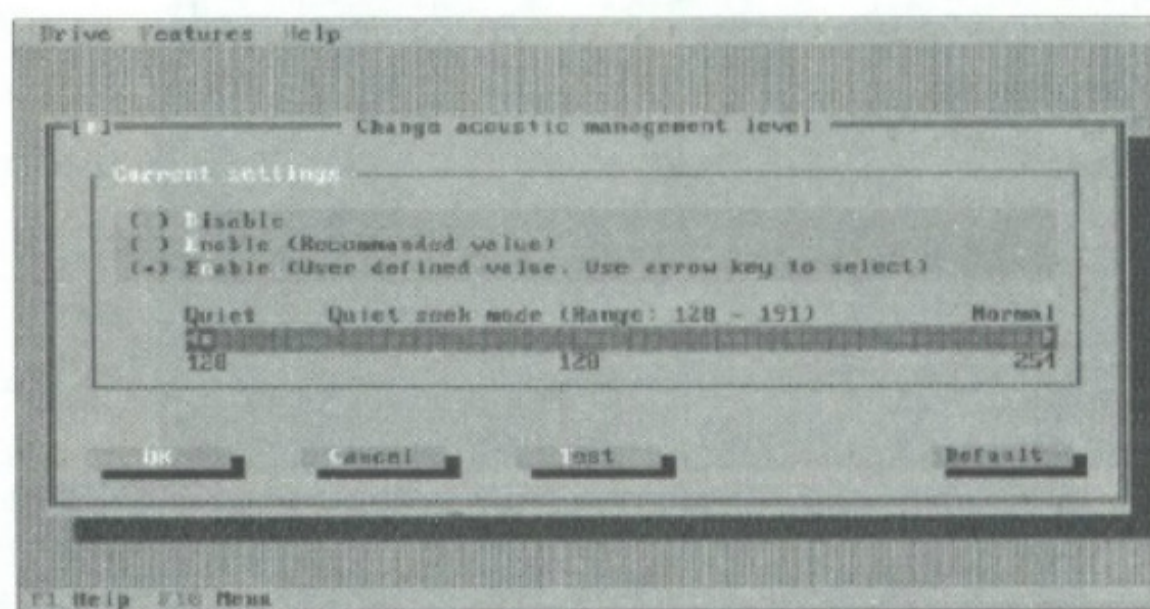 Drive Features Help
Change acoustic management level
Current settings
( ) Disable
( ) Enable (Recommended value)
(•) Enable (User defined value. Use arrow key to select)
Quiet Quiet seek mode (Range: 128 - 191) Normal
128 128 254
OK Cancel Test Default
F1 Help F10 Menu